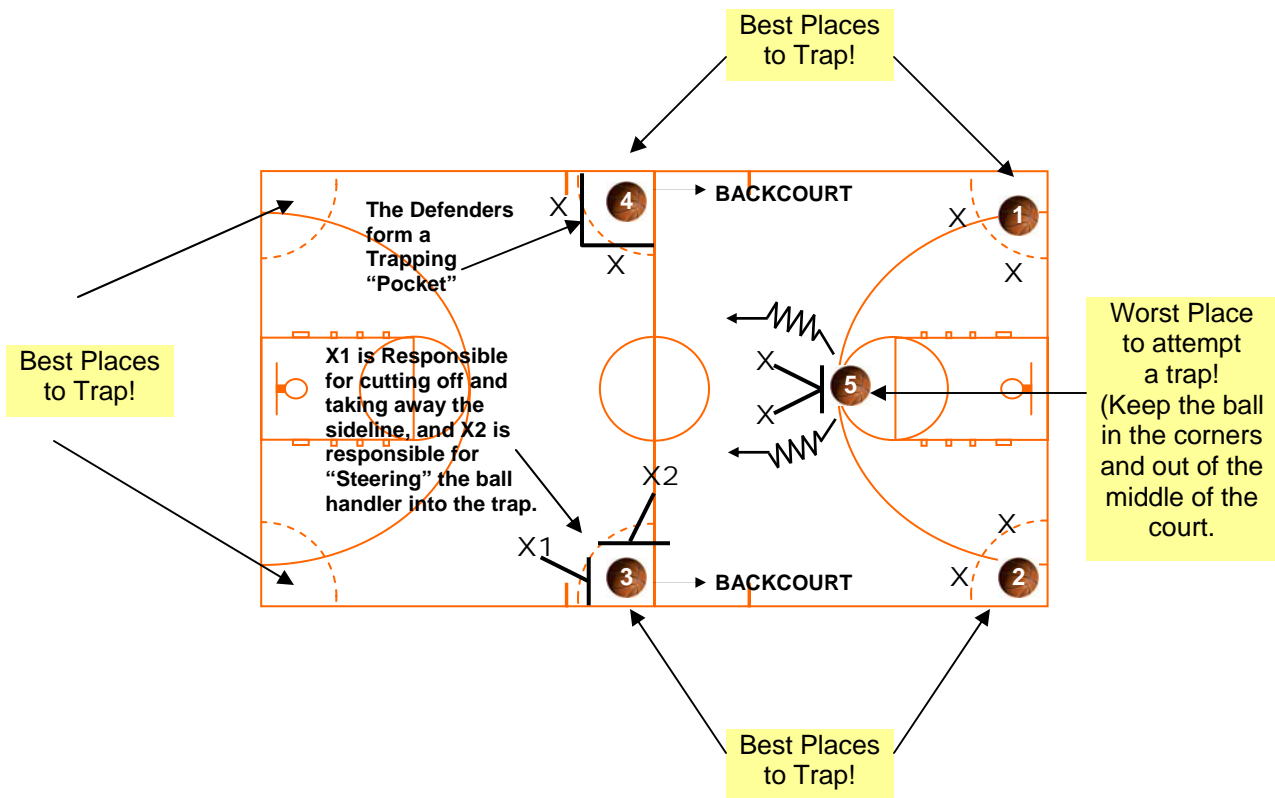 Best Places
to Trap!
4
BACKCOURT
1
X
X
X
X
The Defenders
form a
Trapping
“Pocket”
Best Places
to Trap!
X1 is Responsible
for cutting off and
taking away the
sideline, and X2 is
responsible for
“Steering” the ball
handler into the trap.
X
X
5
Worst Place
to attempt
a trap!
(Keep the ball
in the corners
and out of the
middle of the
court.
X2
X1
X
X
3
BACKCOURT
2
Best Places
to Trap!